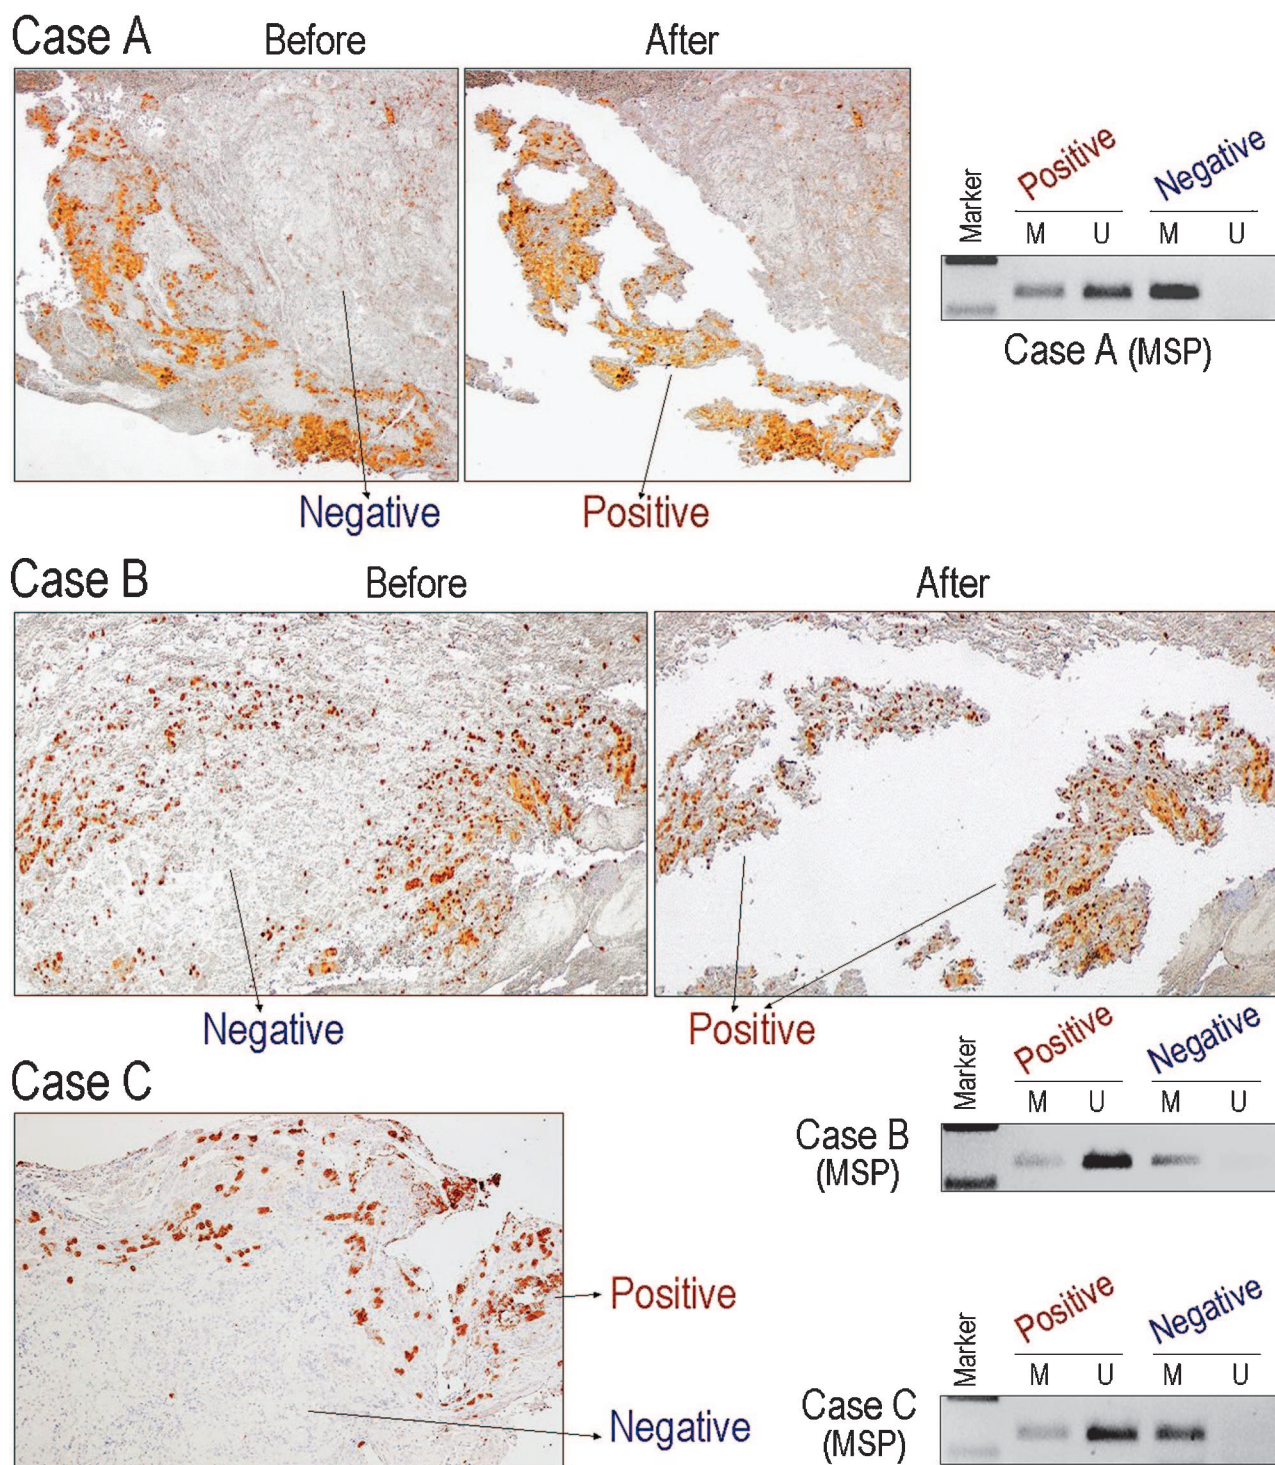 Case A
Before
After
Marker
Positive
Negative
M U M U
Case A (MSP)
Negative
Positive
Case B
Before
After
Negative
Positive
Marker
Positive
Negative
M U M U
Case B
(MSP)
Case C
Positive
Negative
Marker
Positive
Negative
M U M U
Case C
(MSP)